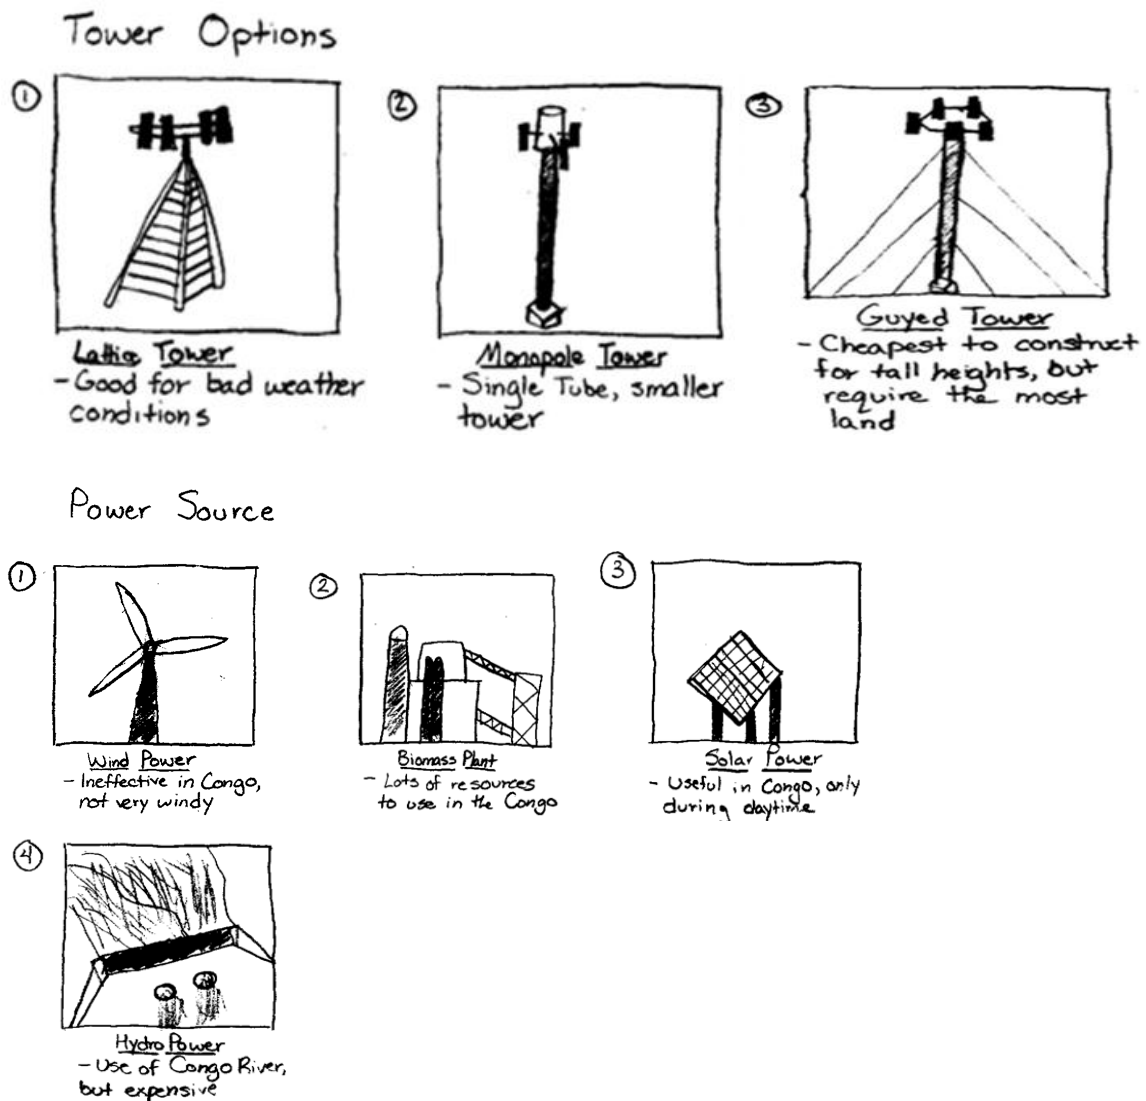 Tower Options
①
②
③
Lattice Tower
- Good for bad weather
conditions
Monopole Tower
- Single Tube, smaller
tower
Guyed Tower
- Cheapest to construct
for tall heights, but
require the most
land
Power Source
①
②
③
Wind Power
- Ineffective in Congo,
not very windy
Biomass Plant
- Lots of resources
to use in the Congo
Solar Power
- Useful in Congo, only
during daytime
④
Hydro Power
- Use of Congo River,
but expensive